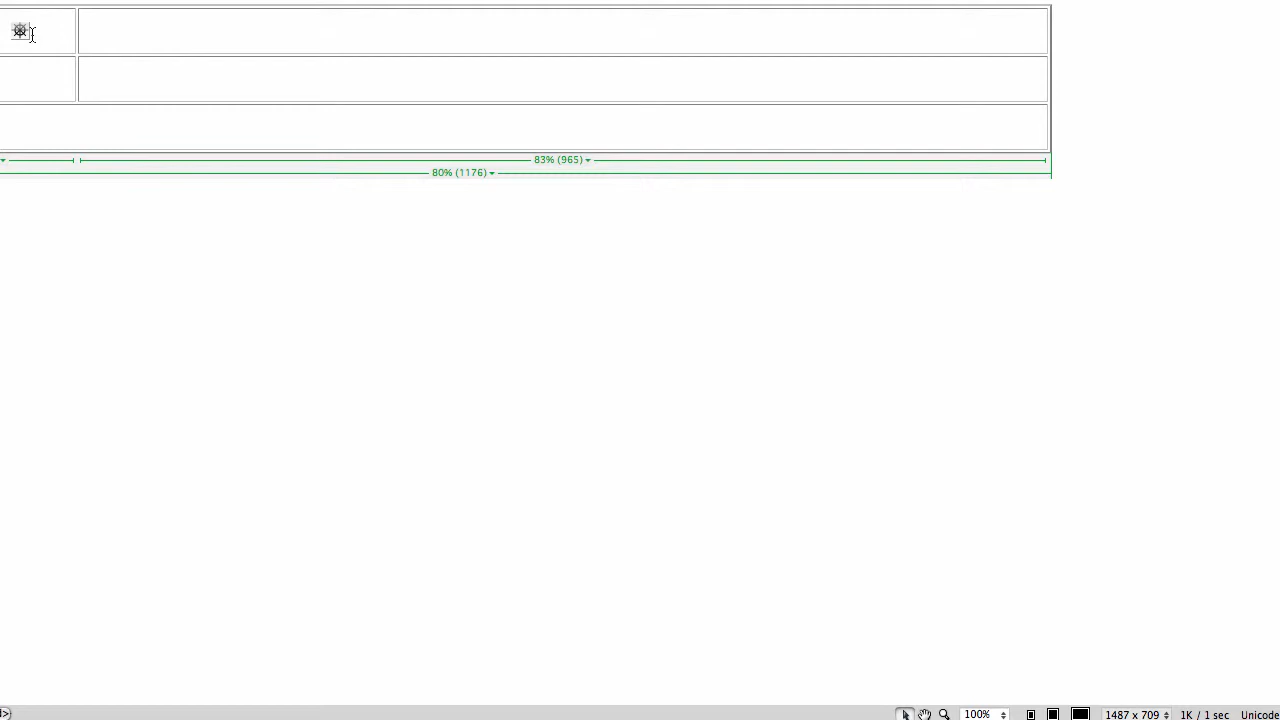 83% (965)
80% (1176)
> 100% 1487 x 709 1K / 1 sec Unicode